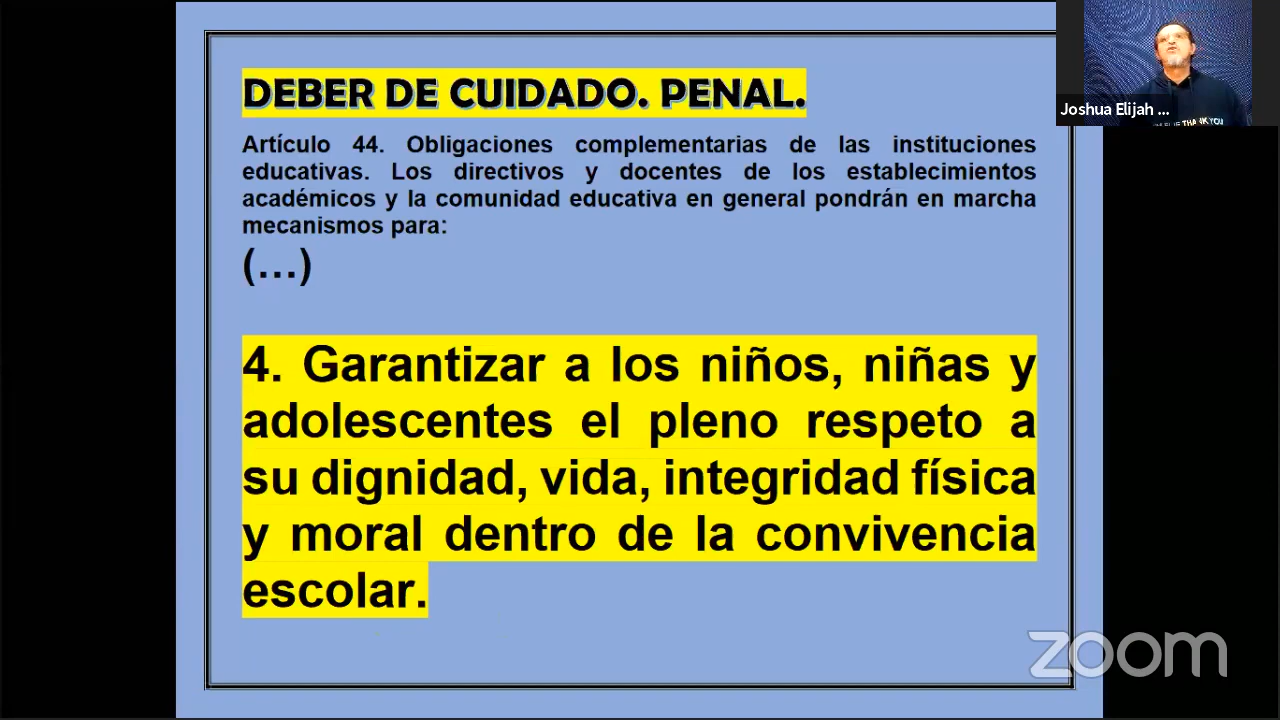 DEBER DE CUIDADO. PENAL.
Artículo 44. Obligaciones complementarias de las instituciones
educativas. Los directivos y docentes de los establecimientos
académicos y la comunidad educativa en general pondrán en marcha
mecanismos para:
(...)
4. Garantizar a los niños, niñas y
adolescentes el pleno respeto a
su dignidad, vida, integridad física
y moral dentro de la convivencia
escolar.
Joshua Elijah ...
THANK YOU
zoom